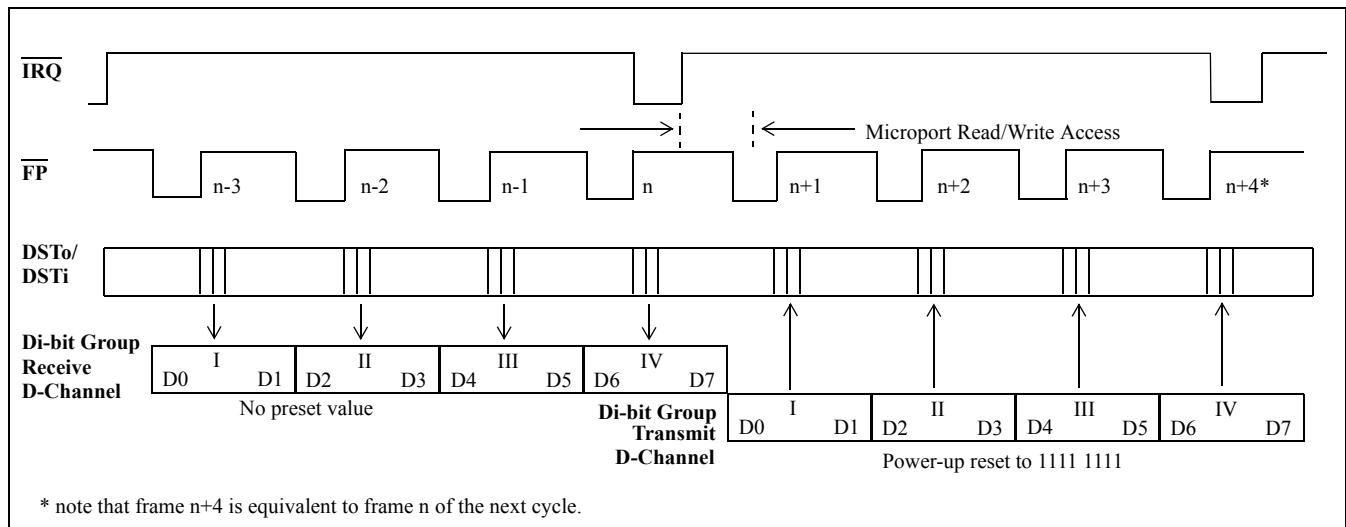 IRQ
Microport Read/Write Access
FP
n-3 n-2 n-1 n n+1 n+2 n+3 n+4*
DSTo/
DSTi
Di-bit Group
Receive
D-Channel
I II III IV
D0 D1 D2 D3 D4 D5 D6 D7
No preset value
Di-bit Group
Transmit
D-Channel
I II III IV
D0 D1 D2 D3 D4 D5 D6 D7
Power-up reset to 1111 1111
* note that frame n+4 is equivalent to frame n of the next cycle.